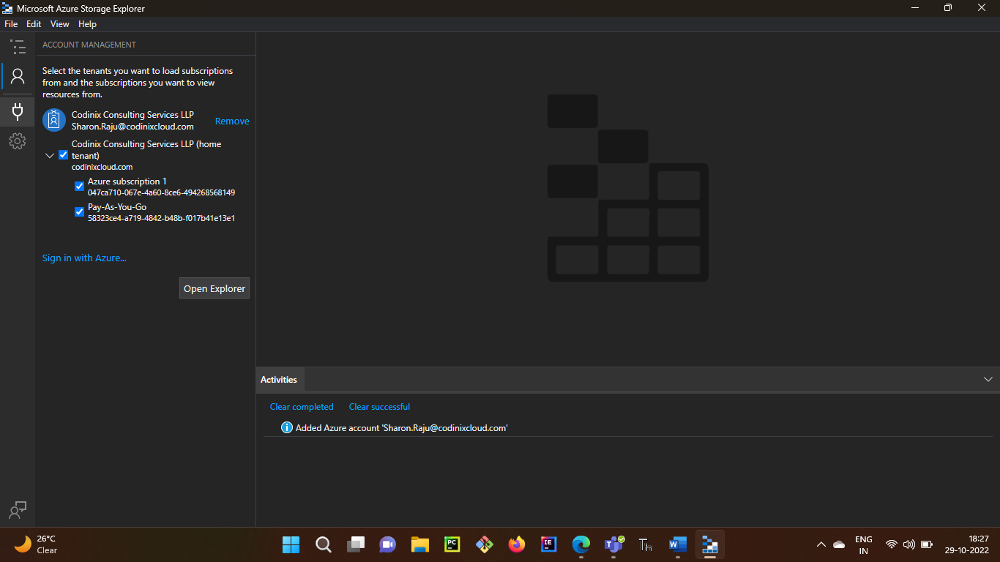 Microsoft Azure Storage Explorer
File Edit View Help
ACCOUNT MANAGEMENT
Select the tenants you want to load subscriptions
from and the subscriptions you want to view
resources from.
Codinix Consulting Services LLP
Sharon.Raju@codinixcloud.com
Remove
Codinix Consulting Services LLP (home
tenant)
codinixcloud.com
Azure subscription 1
047ca710-067e-4a60-8ce6-494268568149
Pay-As-You-Go
58323ce4-a719-4842-b48b-f017b41e13e1
Sign in with Azure...
Open Explorer
Activities
Clear completed Clear successful
Added Azure account 'Sharon.Raju@codinixcloud.com'
26°C
Clear
PC
IE
ENG
IN
18:27
29-10-2022